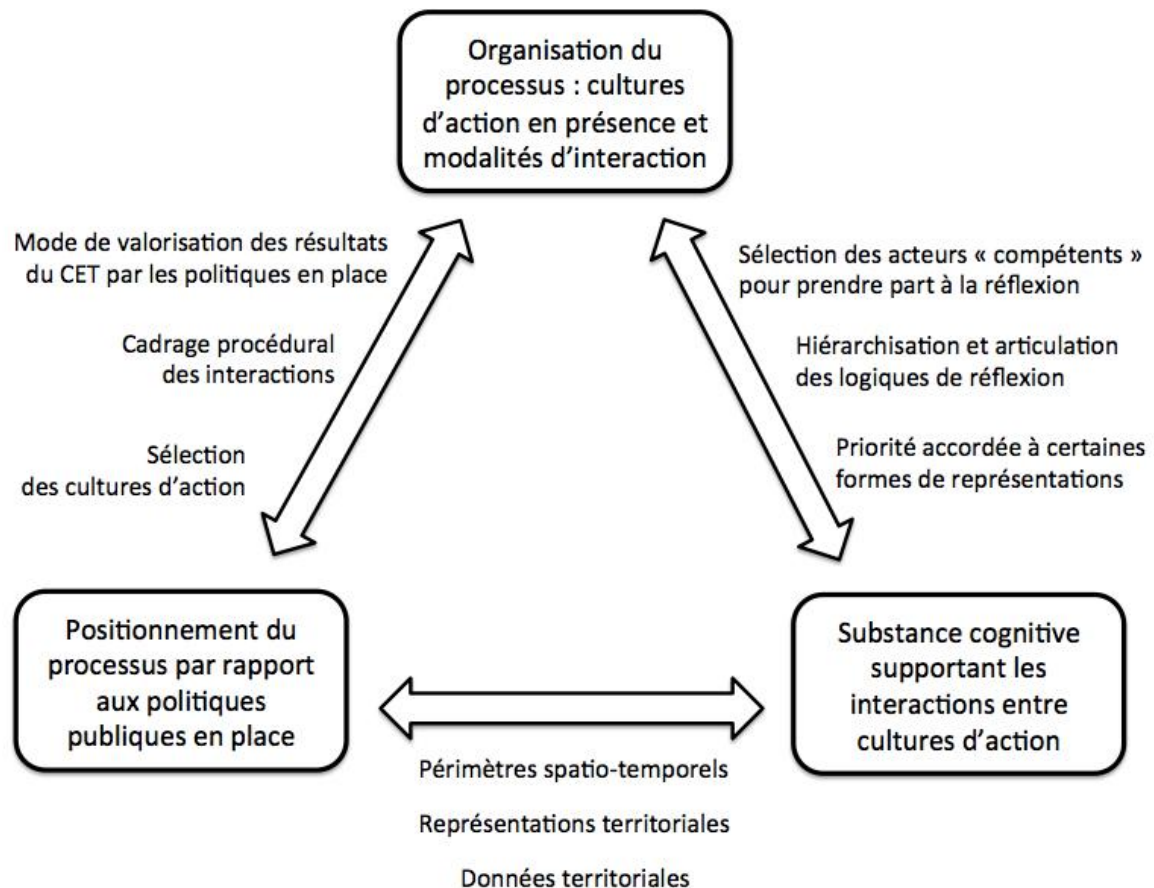 Organisation du
processus : cultures
d’action en présence et
modalités d’interaction
Mode de valorisation des résultats
du CET par les politiques en place
Cadrage procédural
des interactions
Sélection
des cultures d’action
Sélection des acteurs « compétents »
pour prendre part à la réflexion
Hiérarchisation et articulation
des logiques de réflexion
Priorité accordée à certaines
formes de représentations
Positionnement du
processus par rapport
aux politiques
publiques en place
Substance cognitive
supportant les
interactions entre
cultures d’action
Périmètres spatio-temporels
Représentations territoriales
Données territoriales